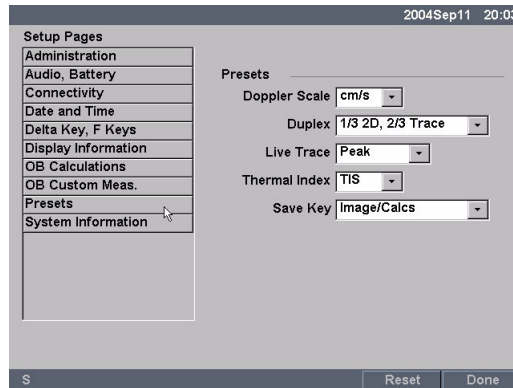 2004Sep11 20:03
Setup Pages
Administration
Audio, Battery
Connectivity
Date and Time
Delta Key, F Keys
Display Information
OB Calculations
OB Custom Meas.
Presets
System Information
Presets
Doppler Scale cm/s
Duplex 1/3 2D, 2/3 Trace
Live Trace Peak
Thermal Index TIS
Save Key Image/Calcs
S Reset Done